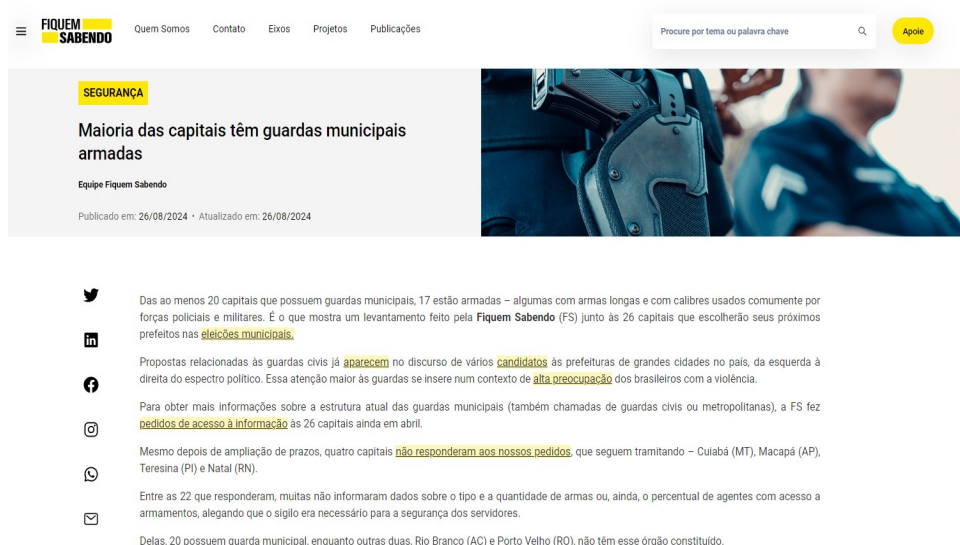 FIQUEM
SABENDO
Quem Somos
Contato
Eixos
Projetos
Publicações
Procure por tema ou palavra chave
Apoie
SEGURANÇA
Maioria das capitais têm guardas municipais
armadas
Equipe Fiquem Sabendo
Publicado em: 26/08/2024 • Atualizado em: 26/08/2024
Das ao menos 20 capitais que possuem guardas municipais, 17 estão armadas – algumas com armas longas e com calibres usados comumente por
forças policiais e militares. É o que mostra um levantamento feito pela Fiquem Sabendo (FS) junto às 26 capitais que escolherão seus próximos
prefeitos nas eleições municipais.
Propostas relacionadas às guardas civis já aparecem no discurso de vários candidatos às prefeituras de grandes cidades no país, da esquerda à
direita do espectro político. Essa atenção maior às guardas se insere num contexto de alta preocupação dos brasileiros com a violência.
Para obter mais informações sobre a estrutura atual das guardas municipais (também chamadas de guardas civis ou metropolitanas), a FS fez
pedidos de acesso à informação às 26 capitais ainda em abril.
Mesmo depois de ampliação de prazos, quatro capitais não responderam aos nossos pedidos, que seguem tramitando – Cuiabá (MT), Macapá (AP),
Teresina (PI) e Natal (RN).
Entre as 22 que responderam, muitas não informaram dados sobre o tipo e a quantidade de armas ou, ainda, o percentual de agentes com acesso a
armamentos, alegando que o sigilo era necessário para a segurança dos servidores.
Delas, 20 possuem guarda municipal, enquanto outras duas, Rio Branco (AC) e Porto Velho (RO), não têm esse órgão constituído.